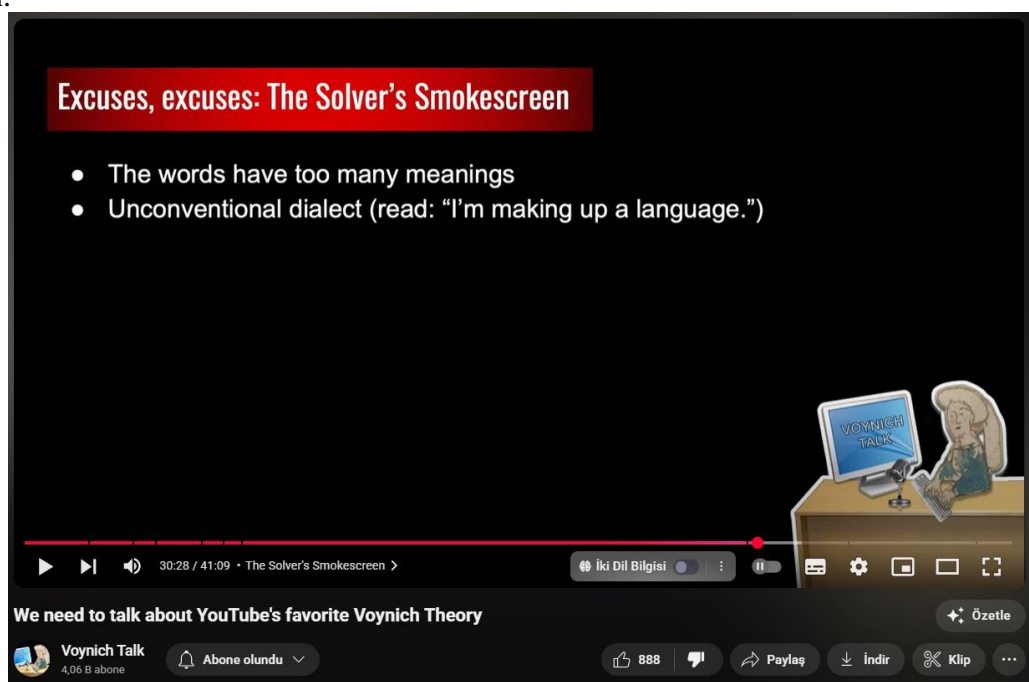 Excuses, excuses: The Solver's Smokescreen
● The words have too many meanings
● Unconventional dialect (read: “I'm making up a language.”)
VOYNICH
TALK
30:28 / 41:09 • The Solver's Smokescreen
İki Dil Bilgisi
We need to talk about YouTube's favorite Voynich Theory
Özetle
Voynich Talk
4,06 B abone
Abone olundu
888
Paylaş
İndir
Klip